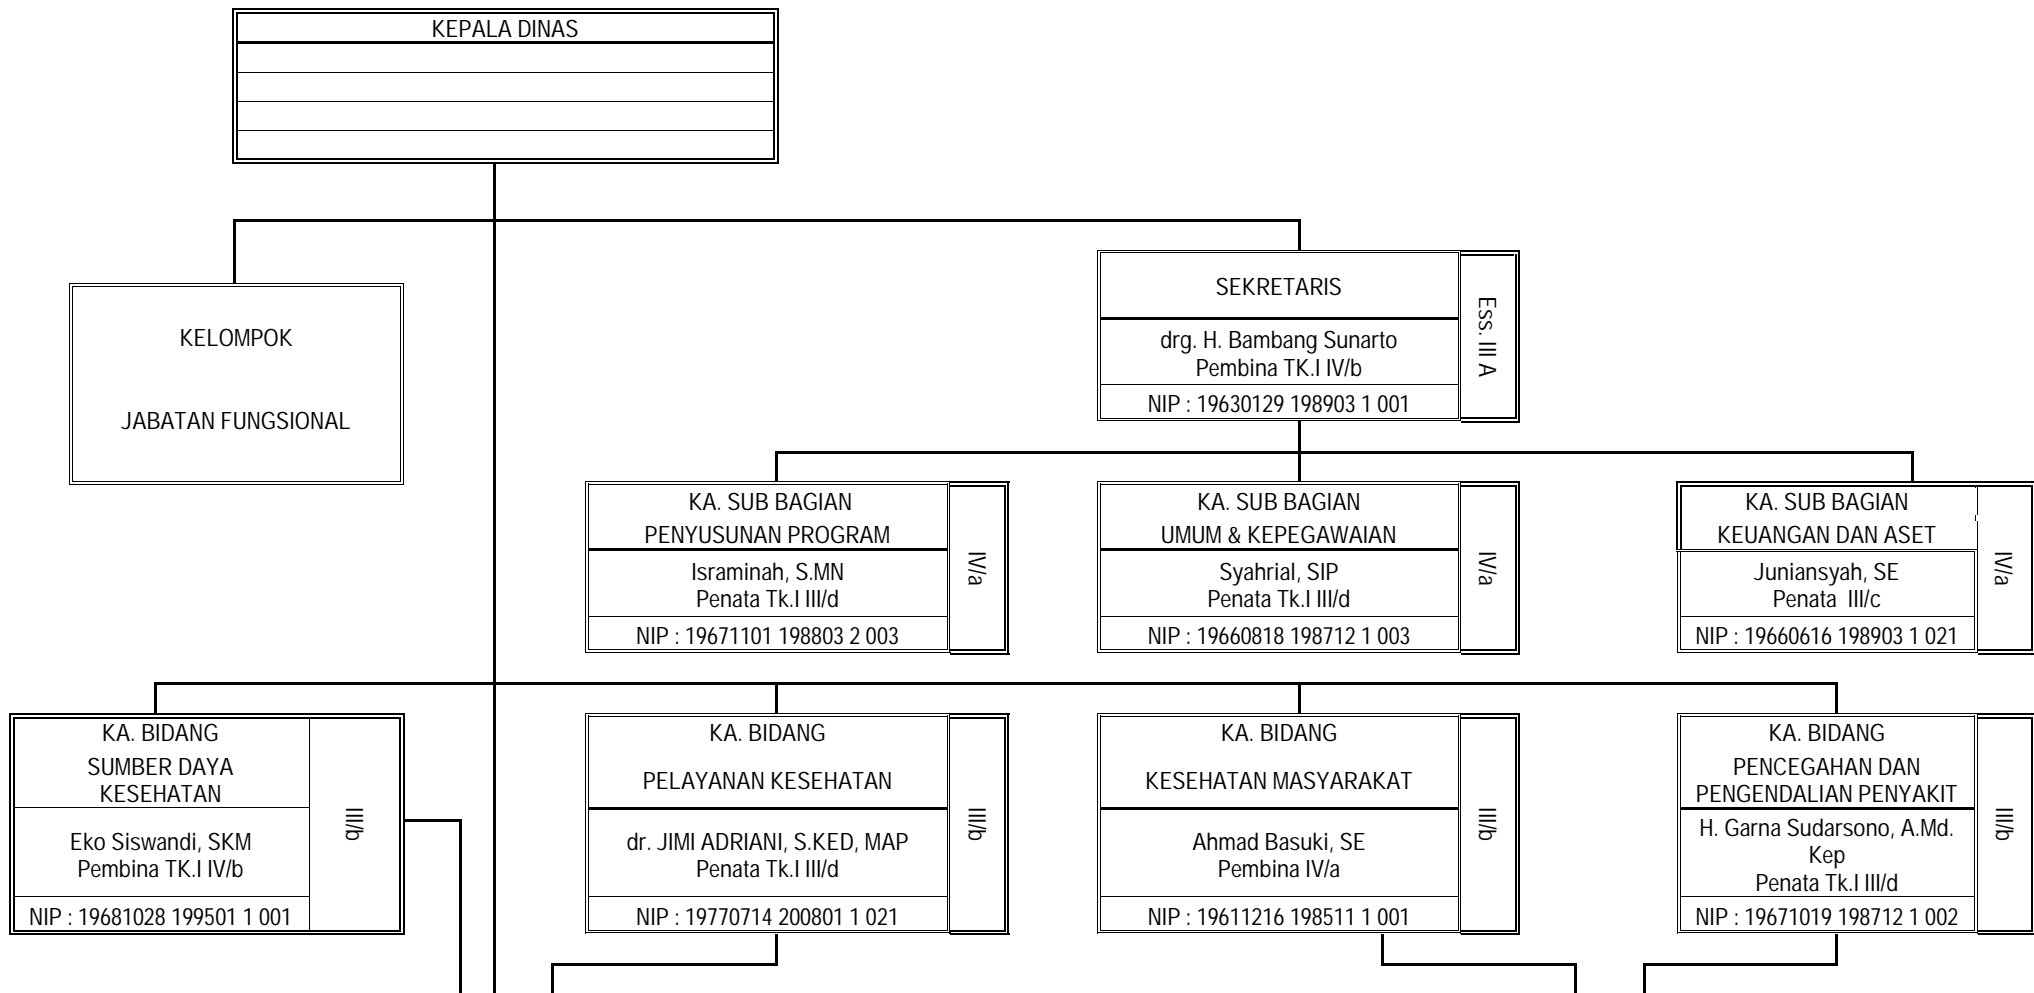 KEPALA DINAS
KELOMPOK
JABATAN FUNGSIONAL
SEKRETARIS
drg. H. Bambang Sunarto
Pembina TK.I IV/b
NIP : 19630129 198903 1 001
Ess. III A
KA. SUB BAGIAN
PENYUSUNAN PROGRAM
Israminah, S.MN
Penata Tk.I III/d
NIP : 19671101 198803 2 003
IV/a
KA. SUB BAGIAN
UMUM & KEPEGAWAIAN
Syahrial, SIP
Penata Tk.I III/d
NIP : 19660818 198712 1 003
IV/a
KA. SUB BAGIAN
KEUANGAN DAN ASET
Juniansyah, SE
Penata III/c
NIP : 19660616 198903 1 021
IV/a
KA. BIDANG
SUMBER DAYA
KESEHATAN
Eko Siswandi, SKM
Pembina TK.I IV/b
NIP : 19681028 199501 1 001
III/b
KA. BIDANG
PELAYANAN KESEHATAN
dr. JIMI ADRIANI, S.KED, MAP
Penata Tk.I III/d
NIP : 19770714 200801 1 021
III/b
KA. BIDANG
KESEHATAN MASYARAKAT
Ahmad Basuki, SE
Pembina IV/a
NIP : 19611216 198511 1 001
III/b
KA. BIDANG
PENCEGAHAN DAN
PENGENDALIAN PENYAKIT
H. Garna Sudarsono, A.Md.
Kep
Penata Tk.I III/d
NIP : 19671019 198712 1 002
III/b